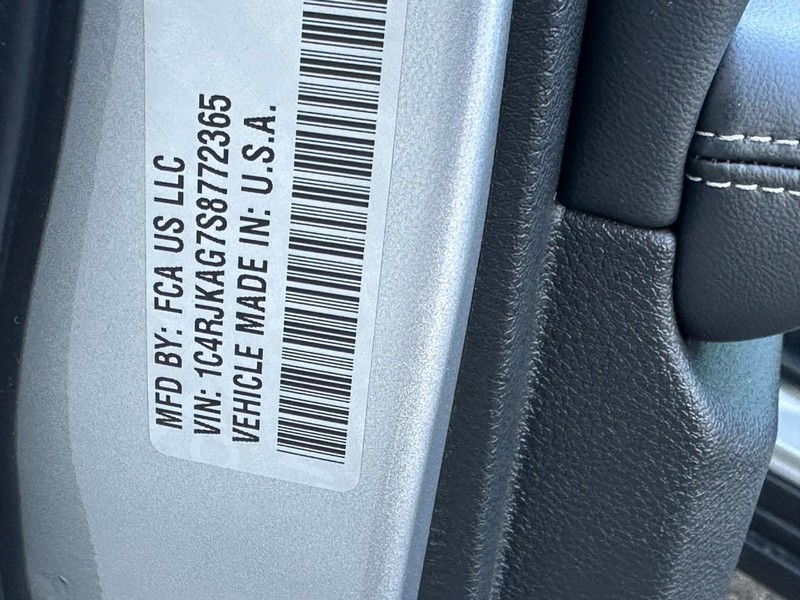 MFD BY: FCA US LLC
VIN: 1C4RJKAG7S8772365
VEHICLE MADE IN: U.S.A.